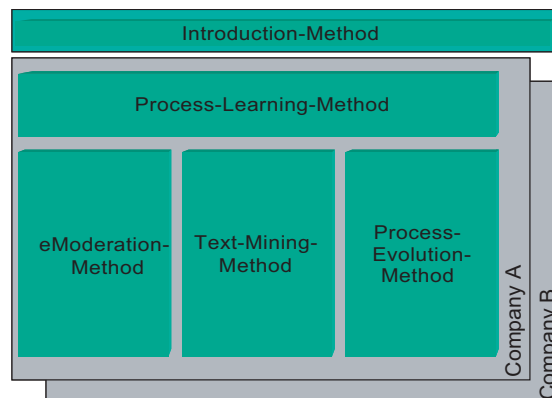 Introduction-Method
Process-Learning-Method
eModeration-
Method
Text-Mining-
Method
Process-
Evolution-
Method
Company A
Company B